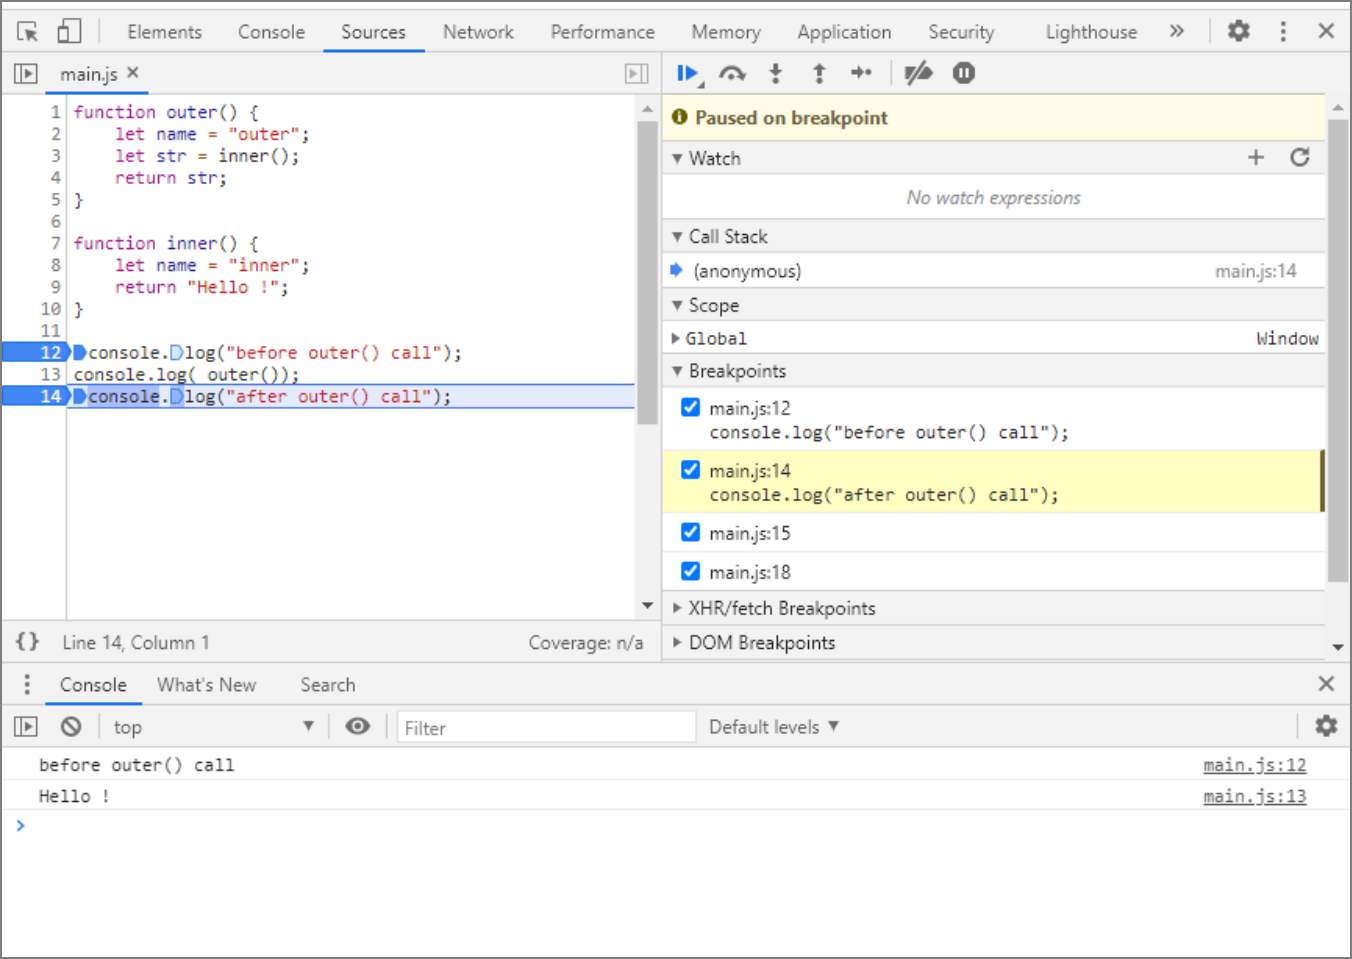 Elements Console Sources Network Performance Memory Application Security Lighthouse »
main.js ×
1 function outer() {
2     let name = "outer";
3     let str = inner();
4     return str;
5 }
6
7 function inner() {
8     let name = "inner";
9     return "Hello !";
10 }
11
12 console.log("before outer() call");
13 console.log( outer());
14 console.log("after outer() call");
{} Line 14, Column 1 Coverage: n/a
Paused on breakpoint
Watch
No watch expressions
Call Stack
(anonymous) main.js:14
Scope
Global Window
Breakpoints
main.js:12
console.log("before outer() call");
main.js:14
console.log("after outer() call");
main.js:15
main.js:18
XHR/fetch Breakpoints
DOM Breakpoints
Console What's New Search
top Filter Default levels
before outer() call main.js:12
Hello ! main.js:13